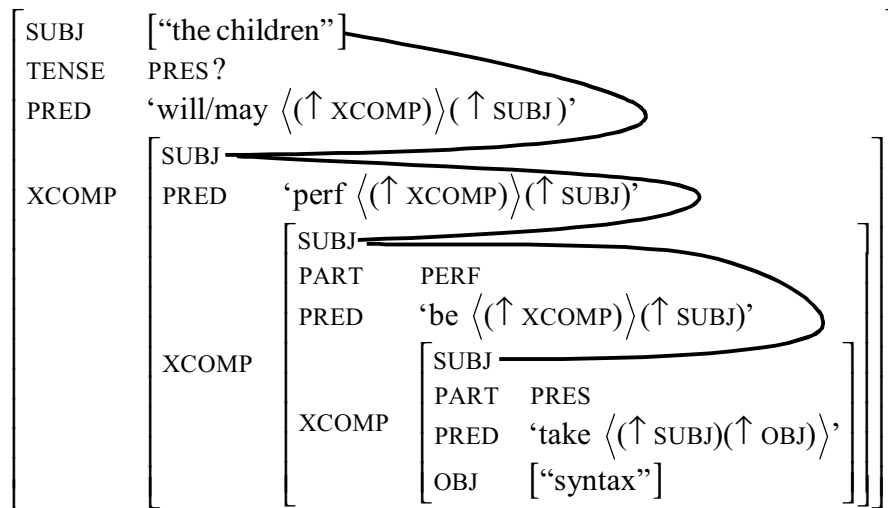 SUBJ [“the children”]
TENSE PRES?
PRED ‘will/may ⟨(↑ XCOMP)⟩(↑ SUBJ)’
SUBJ
XCOMP PRED ‘perf ⟨(↑ XCOMP)⟩(↑ SUBJ)’
SUBJ
PART PERF
PRED ‘be ⟨(↑ XCOMP)⟩(↑ SUBJ)’
XCOMP SUBJ
PART PRES
XCOMP PRED ‘take ⟨(↑ SUBJ)(↑ OBJ)⟩’
OBJ [“syntax”]